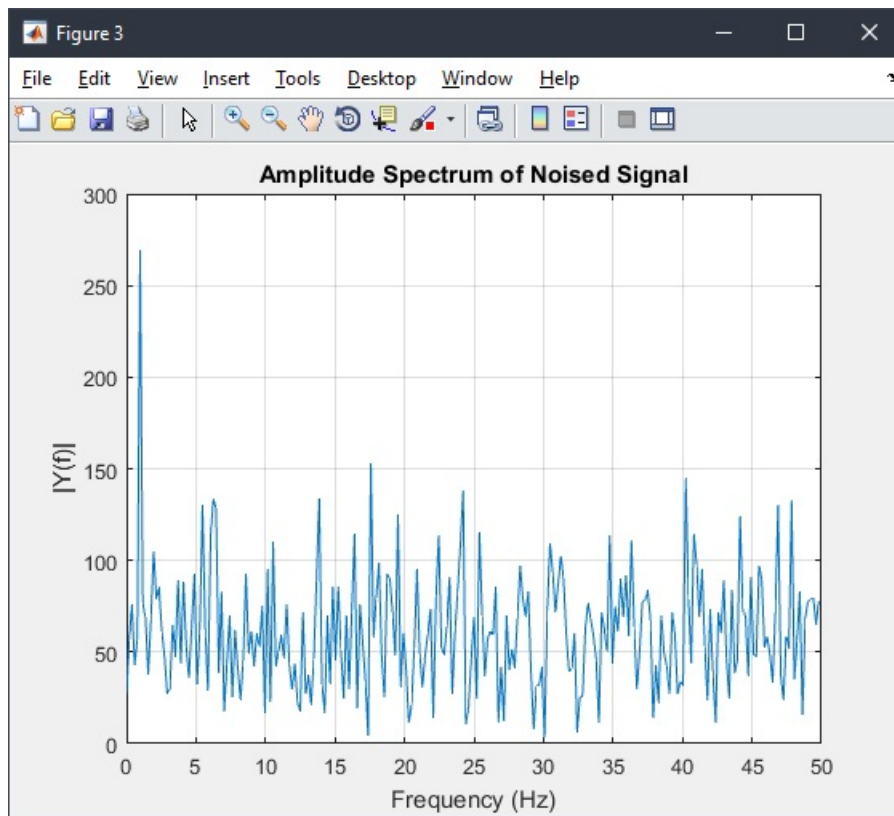 Figure 3
File Edit View Insert Tools Desktop Window Help
Amplitude Spectrum of Noised Signal
300
250
200
150
100
50
0
|Y(f)|
0 5 10 15 20 25 30 35 40 45 50
Frequency (Hz)